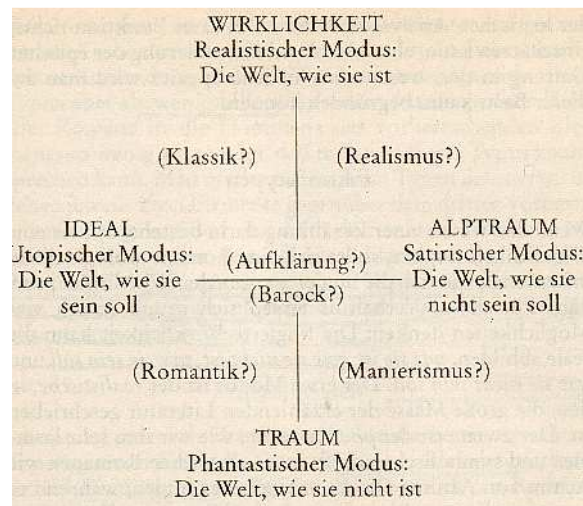 WIRKLICHKEIT
Realistischer Modus:
Die Welt, wie sie ist
(Klassik?)
(Realismus?)
IDEAL
Utopischer Modus:
Die Welt, wie sie
sein soll
(Aufklärung?)
(Barock?)
ALPTRAUM
Satirischer Modus:
Die Welt, wie sie
nicht sein soll
(Romantik?)
(Manierismus?)
TRAUM
Phantastischer Modus:
Die Welt, wie sie nicht ist